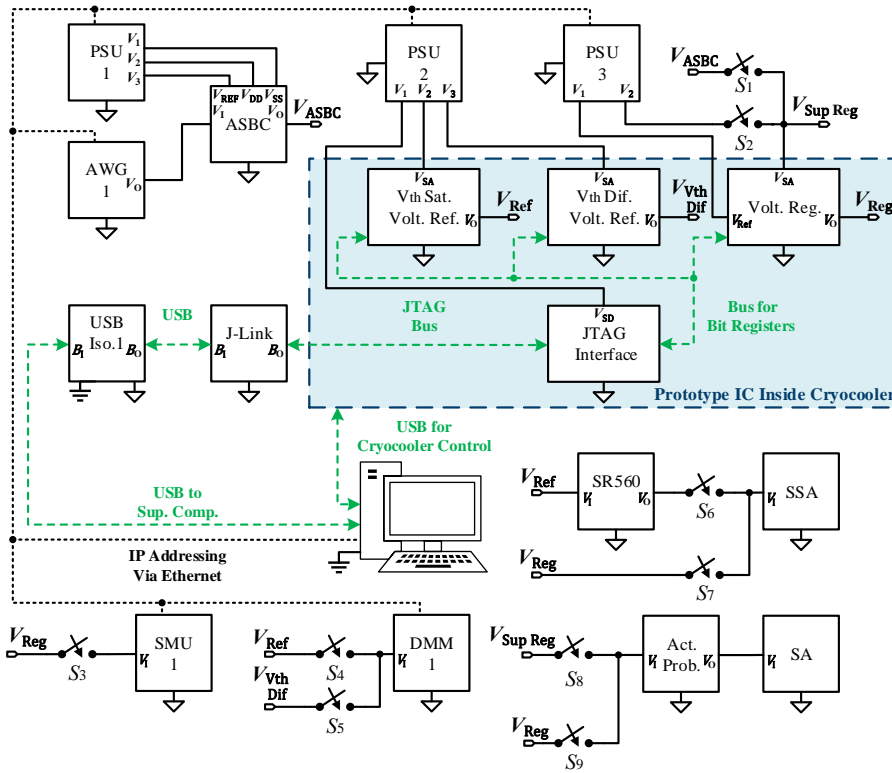 PSU 1
V1
V2
V3
VREF VDD VSS
VI VO
ASBC
VASBC
AWG 1
VO
PSU 2
V1 V2 V3
PSU 3
V1 V2
VASBC
S1
S2
VSup Reg
VSA
Vth Sat.
Volt. Ref.
VO
VRef
VSA
Vth Dif.
Volt. Ref.
VO
VVth Dif
VSA
Volt. Reg.
VRef VO
VReg
USB
Iso.1
BI BO
USB
J-Link
BI BO
JTAG
Bus
VSD
JTAG
Interface
Bus for
Bit Registers
Prototype IC Inside Cryocooler
USB for
Cryocooler Control
USB to
Sup. Comp.
IP Addressing
Via Ethernet
VRef
VI SR560 VO
S6
VI SSA
VReg
S7
VReg
S3
VI SMU 1
VRef
S4
VVth Dif
S5
VI DMM 1
VSup Reg
S8
VReg
S9
VI Act. Prob. VO
VI SA